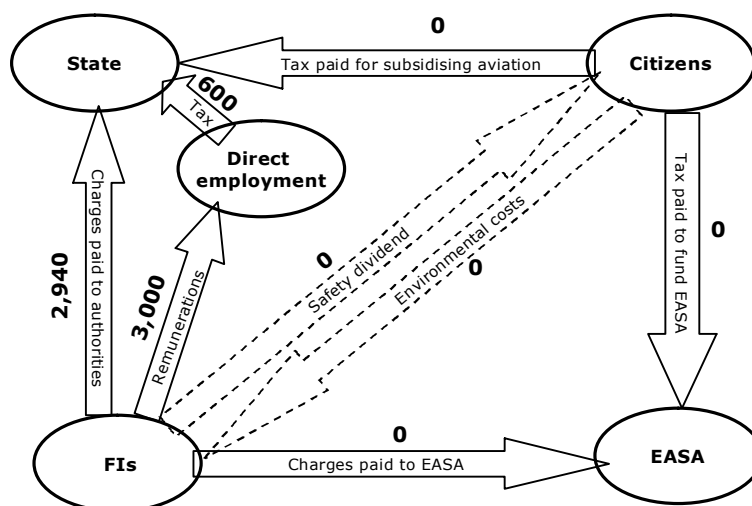 0
State
Tax paid for subsidising aviation
Citizens
600
Tax
Direct
employment
Charges paid to authorities
2,940
3,000
Remunerations
0
Safety dividend
Environmental costs
0
Tax paid to fund EASA
0
FIs
0
Charges paid to EASA
EASA